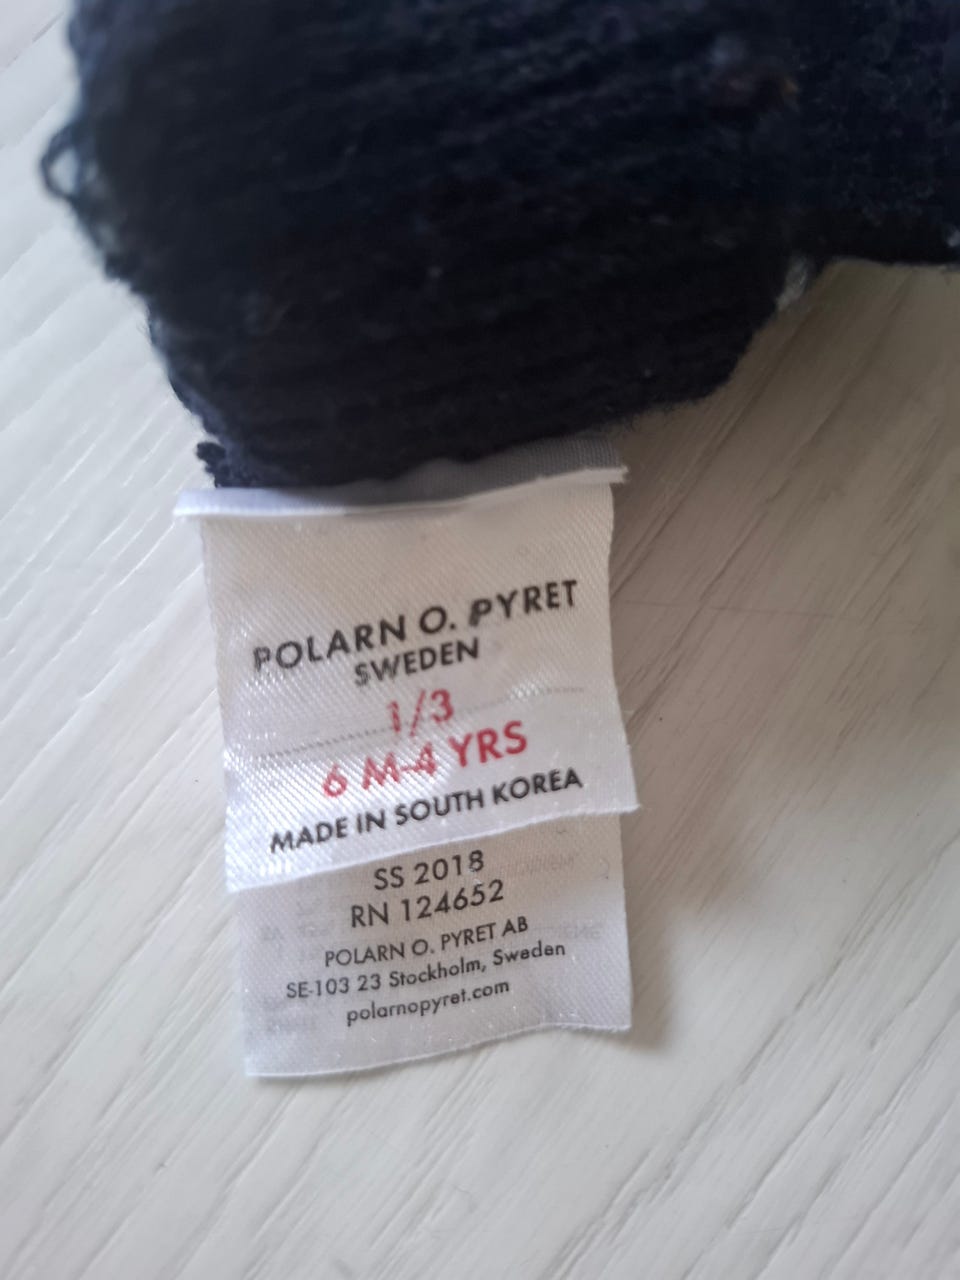 POLARN O. PYRET
SWEDEN
1/3
6 M-4 YRS
MADE IN SOUTH KOREA
SS 2018
RN 124652
POLARN O. PYRET AB
SE-103 23 Stockholm, Sweden
polarnopyret.com